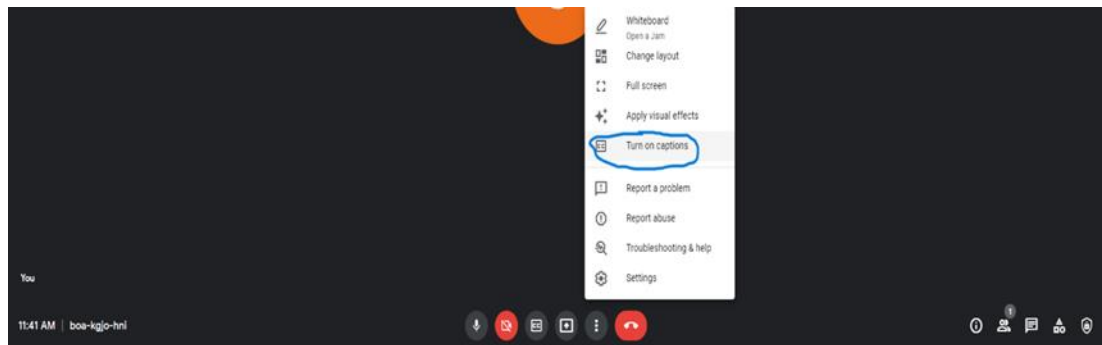 Whiteboard
Open a Jam
Change layout
Full screen
Apply visual effects
Turn on captions
Report a problem
Report abuse
Troubleshooting & help
Settings
You
11:41 AM | boa-kgjo-hni
1